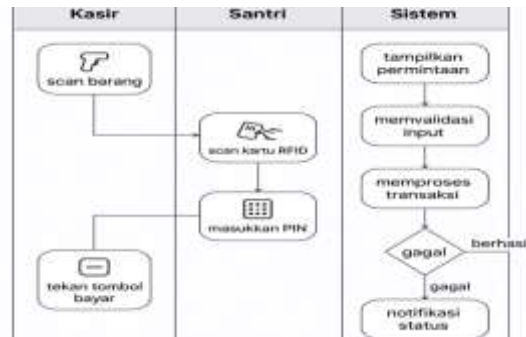 Kasir
Santri
Sistem
scan barang
tampilkan
permintaan
scan kartu RFID
memvalidasi
input
masukkan PIN
memproses
transaksi
tekan tombol
bayar
gagal
berhasi
gagal
notifikasi
status